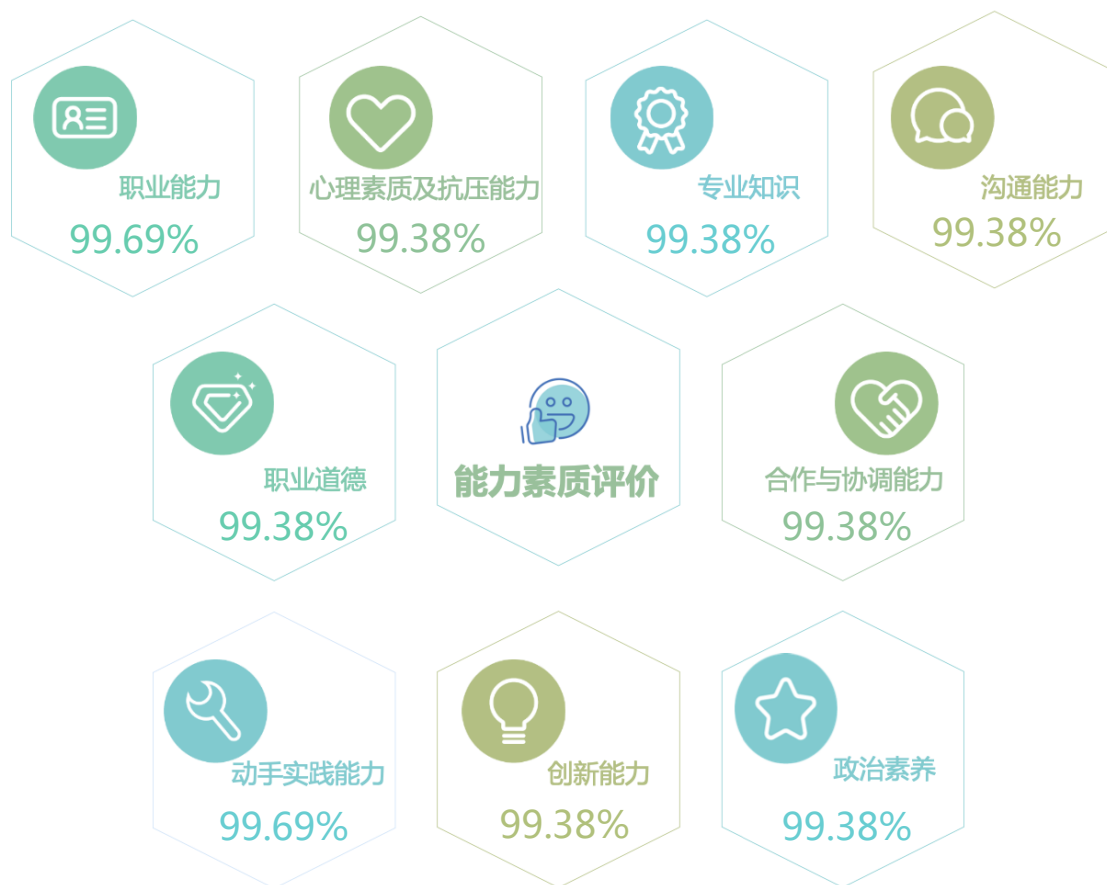 职业能力
99.69%
心理素质及抗压能力
99.38%
专业知识
99.38%
沟通能力
99.38%
职业道德
99.38%
能力素质评价
合作与协调能力
99.38%
动手实践能力
99.69%
创新能力
99.38%
政治素养
99.38%